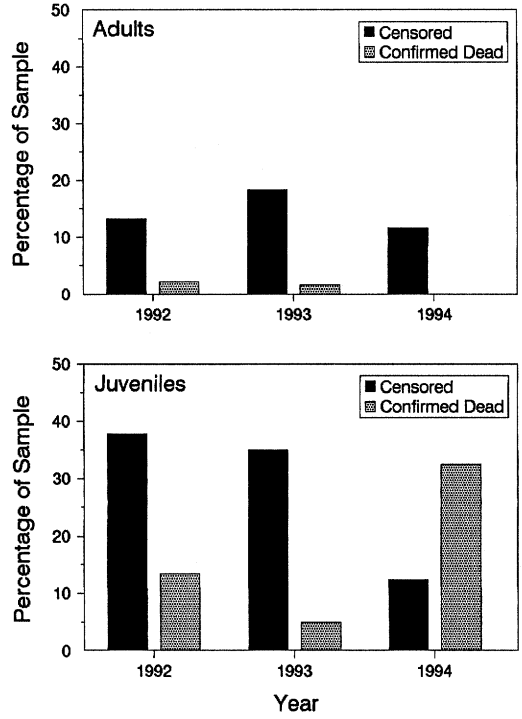 Adults
Censored
Confirmed Dead
Percentage of Sample
50
40
30
20
10
0
1992 1993 1994
Juveniles
Censored
Confirmed Dead
Percentage of Sample
50
40
30
20
10
0
1992 1993 1994
Year